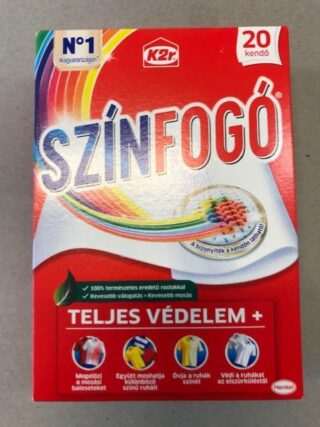 N°1
Magyarországon*
K2r
20
kendő
SZÍNFOGÓ®
A bizonyíték a kendőn látható!
100% természetes eredetű rostokkal
Kevesebb válogatás = Kevesebb mosás
TELJES VÉDELEM +
Megelőzi
a mosási
baleseteket
Együtt moshatja
különböző
színű ruháit
Óvja a ruhák
színét
Védi a ruhákat
az elszürküléstől
Henkel